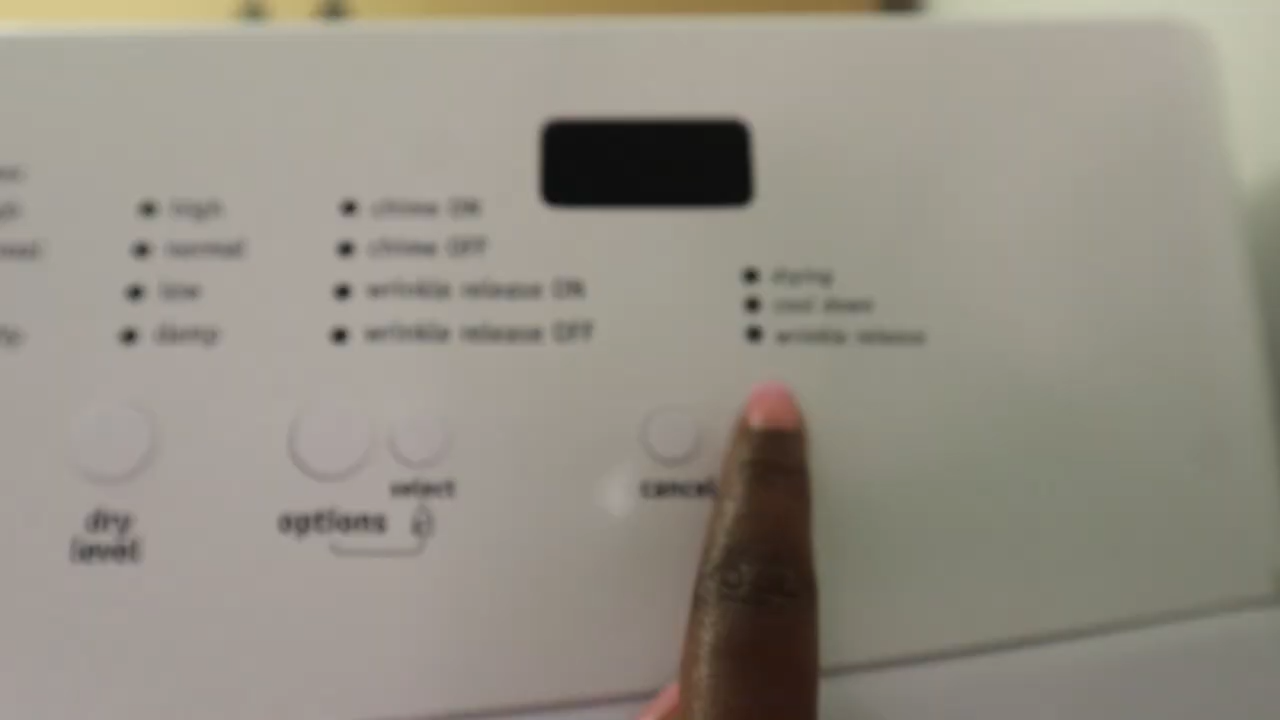 high
normal
low
damp
chime ON
chime OFF
wrinkle release ON
wrinkle release OFF
drying
cool down
wrinkle release
dry
level
options
select
cancel